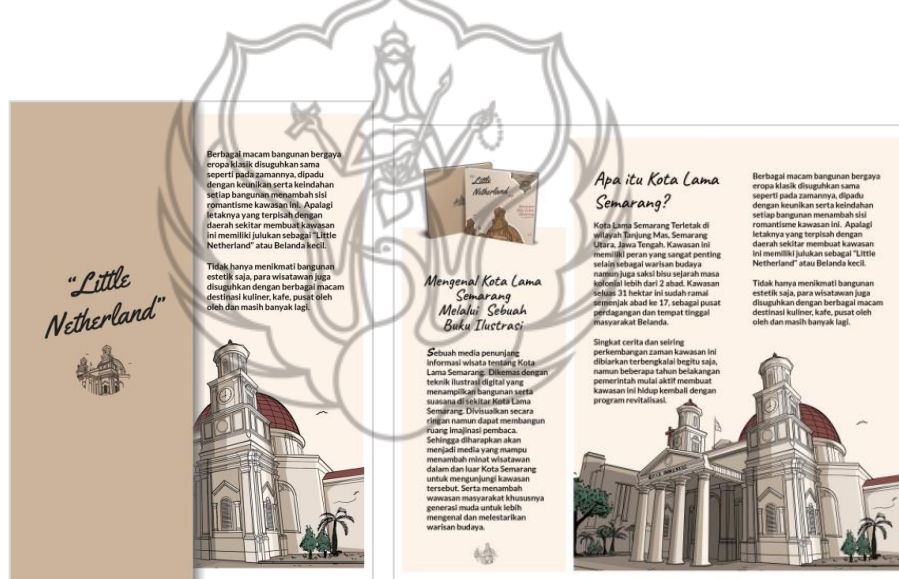 “Little
Netherland”
Berbagai macam bangunan bergaya
eropa klasik disuguhkan sama
seperti pada zamannya, dipadu
dengan keunikan serta keindahan
setiap bangunan menambah sisi
romantisme kawasan ini. Apalagi
letaknya yang terpisah dengan
daerah sekitar membuat kawasan
ini memiliki julukan sebagai "Little
Netherland" atau Belanda kecil.
Tidak hanya menikmati bangunan
estetik saja, para wisatawan juga
disuguhkan dengan berbagai macam
destinasi kuliner, kafe, pusat oleh
oleh dan masih banyak lagi.
Little
Netherland
Mengenal Kota Lama
Semarang
Melalui Sebuah
Buku Ilustrasi
Sebuah media penunjang
informasi wisata tentang Kota
Lama Semarang. Dikemas dengan
teknik ilustrasi digital yang
menampilkan bangunan serta
suasana di sekitar Kota Lama
Semarang. Divisualkan secara
ringan namun dapat membangun
ruang imajinasi pembaca.
Sehingga diharapkan akan
menjadi media yang mampu
menambah minat wisatawan
dalam dan luar Kota Semarang
untuk mengunjungi kawasan
tersebut. Serta menambah
wawasan masyarakat khususnya
generasi muda untuk lebih
mengenal dan melestarikan
warisan budaya.
Apa itu Kota Lama
Semarang?
Kota Lama Semarang Terletak di
wilayah Tanjung Mas, Semarang
Utara, Jawa Tengah. Kawasan ini
memiliki peran yang sangat penting
selain sebagai warisan budaya
namun juga saksi bisu sejarah masa
kolonial lebih dari 2 abad. Kawasan
seluas 31 hektar ini sudah ramai
semenjak abad ke 17, sebagai pusat
perdagangan dan tempat tinggal
masyarakat Belanda.
Singkat cerita dan seiring
perkembangan zaman kawasan ini
dibiarkan terbengkalai begitu saja,
namun beberapa tahun belakangan
pemerintah mulai aktif membuat
kawasan ini hidup kembali dengan
program revitalisasi.
Berbagai macam bangunan bergaya
eropa klasik disuguhkan sama
seperti pada zamannya, dipadu
dengan keunikan serta keindahan
setiap bangunan menambah sisi
romantisme kawasan ini. Apalagi
letaknya yang terpisah dengan
daerah sekitar membuat kawasan
ini memiliki julukan sebagai "Little
Netherland" atau Belanda kecil.
Tidak hanya menikmati bangunan
estetik saja, para wisatawan juga
disuguhkan dengan berbagai macam
destinasi kuliner, kafe, pusat oleh
oleh dan masih banyak lagi.